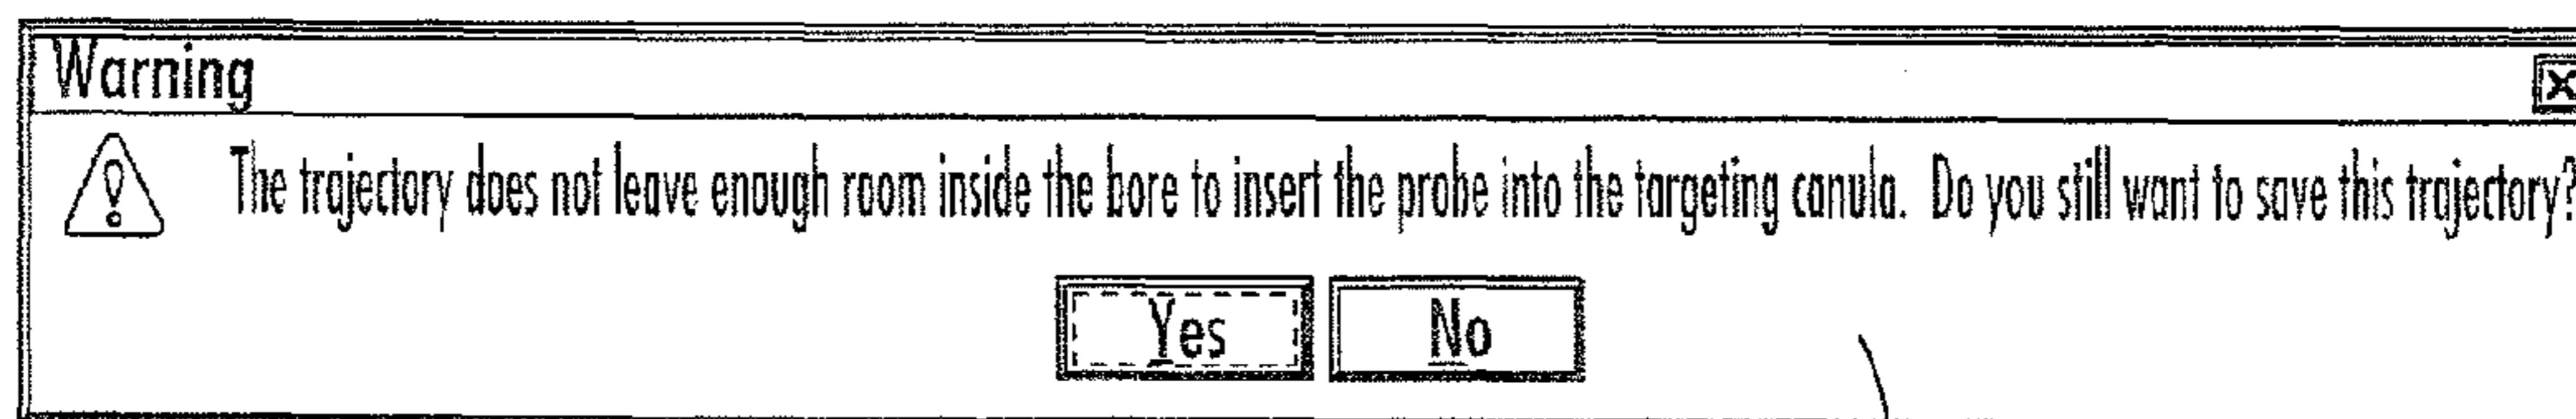 Warning
The trajectory does not leave enough room inside the bore to insert the probe into the targeting canula. Do you still want to save this trajectory?
Yes No